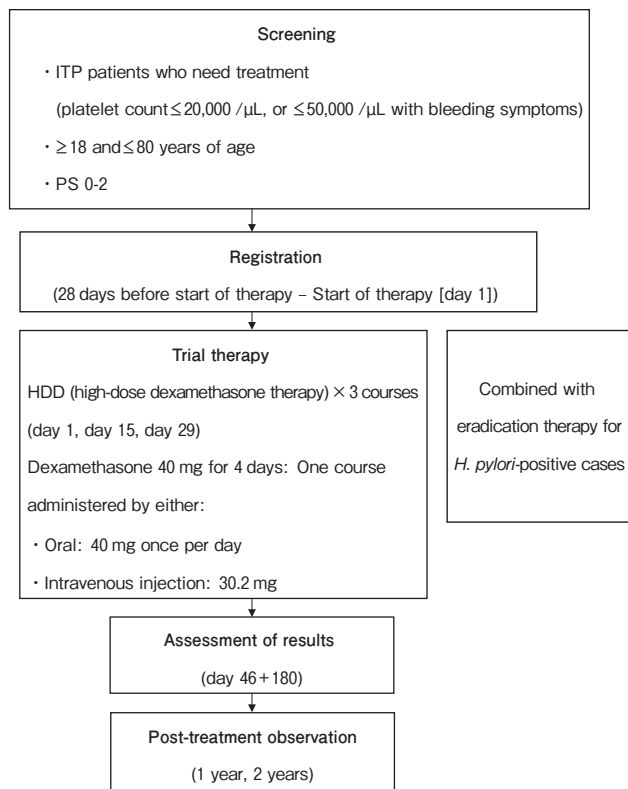 Screening
・ITP patients who need treatment
(platelet count≤20,000 /μL, or ≤50,000 /μL with bleeding symptoms)
・≥18 and≤80 years of age
・PS 0-2
Registration
(28 days before start of therapy – Start of therapy [day 1])
Trial therapy
HDD (high-dose dexamethasone therapy) × 3 courses
(day 1, day 15, day 29)
Dexamethasone 40 mg for 4 days: One course
administered by either:
・Oral: 40 mg once per day
・Intravenous injection: 30.2 mg
Combined with
eradication therapy for
H. pylori-positive cases
Assessment of results
(day 46+180)
Post-treatment observation
(1 year, 2 years)